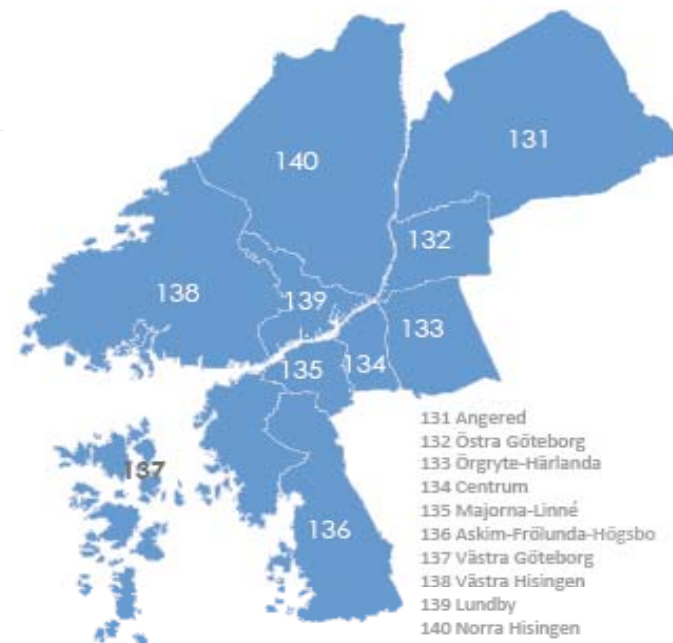 131
140
132
138
139
133
135
134
137
136
131 Angered
132 Östra Göteborg
133 Örgryte-Härlanda
134 Centrum
135 Majorna-Linné
136 Askim-Frölunda-Högsbo
137 Västra Göteborg
138 Västra Hisingen
139 Lundby
140 Norra Hisingen